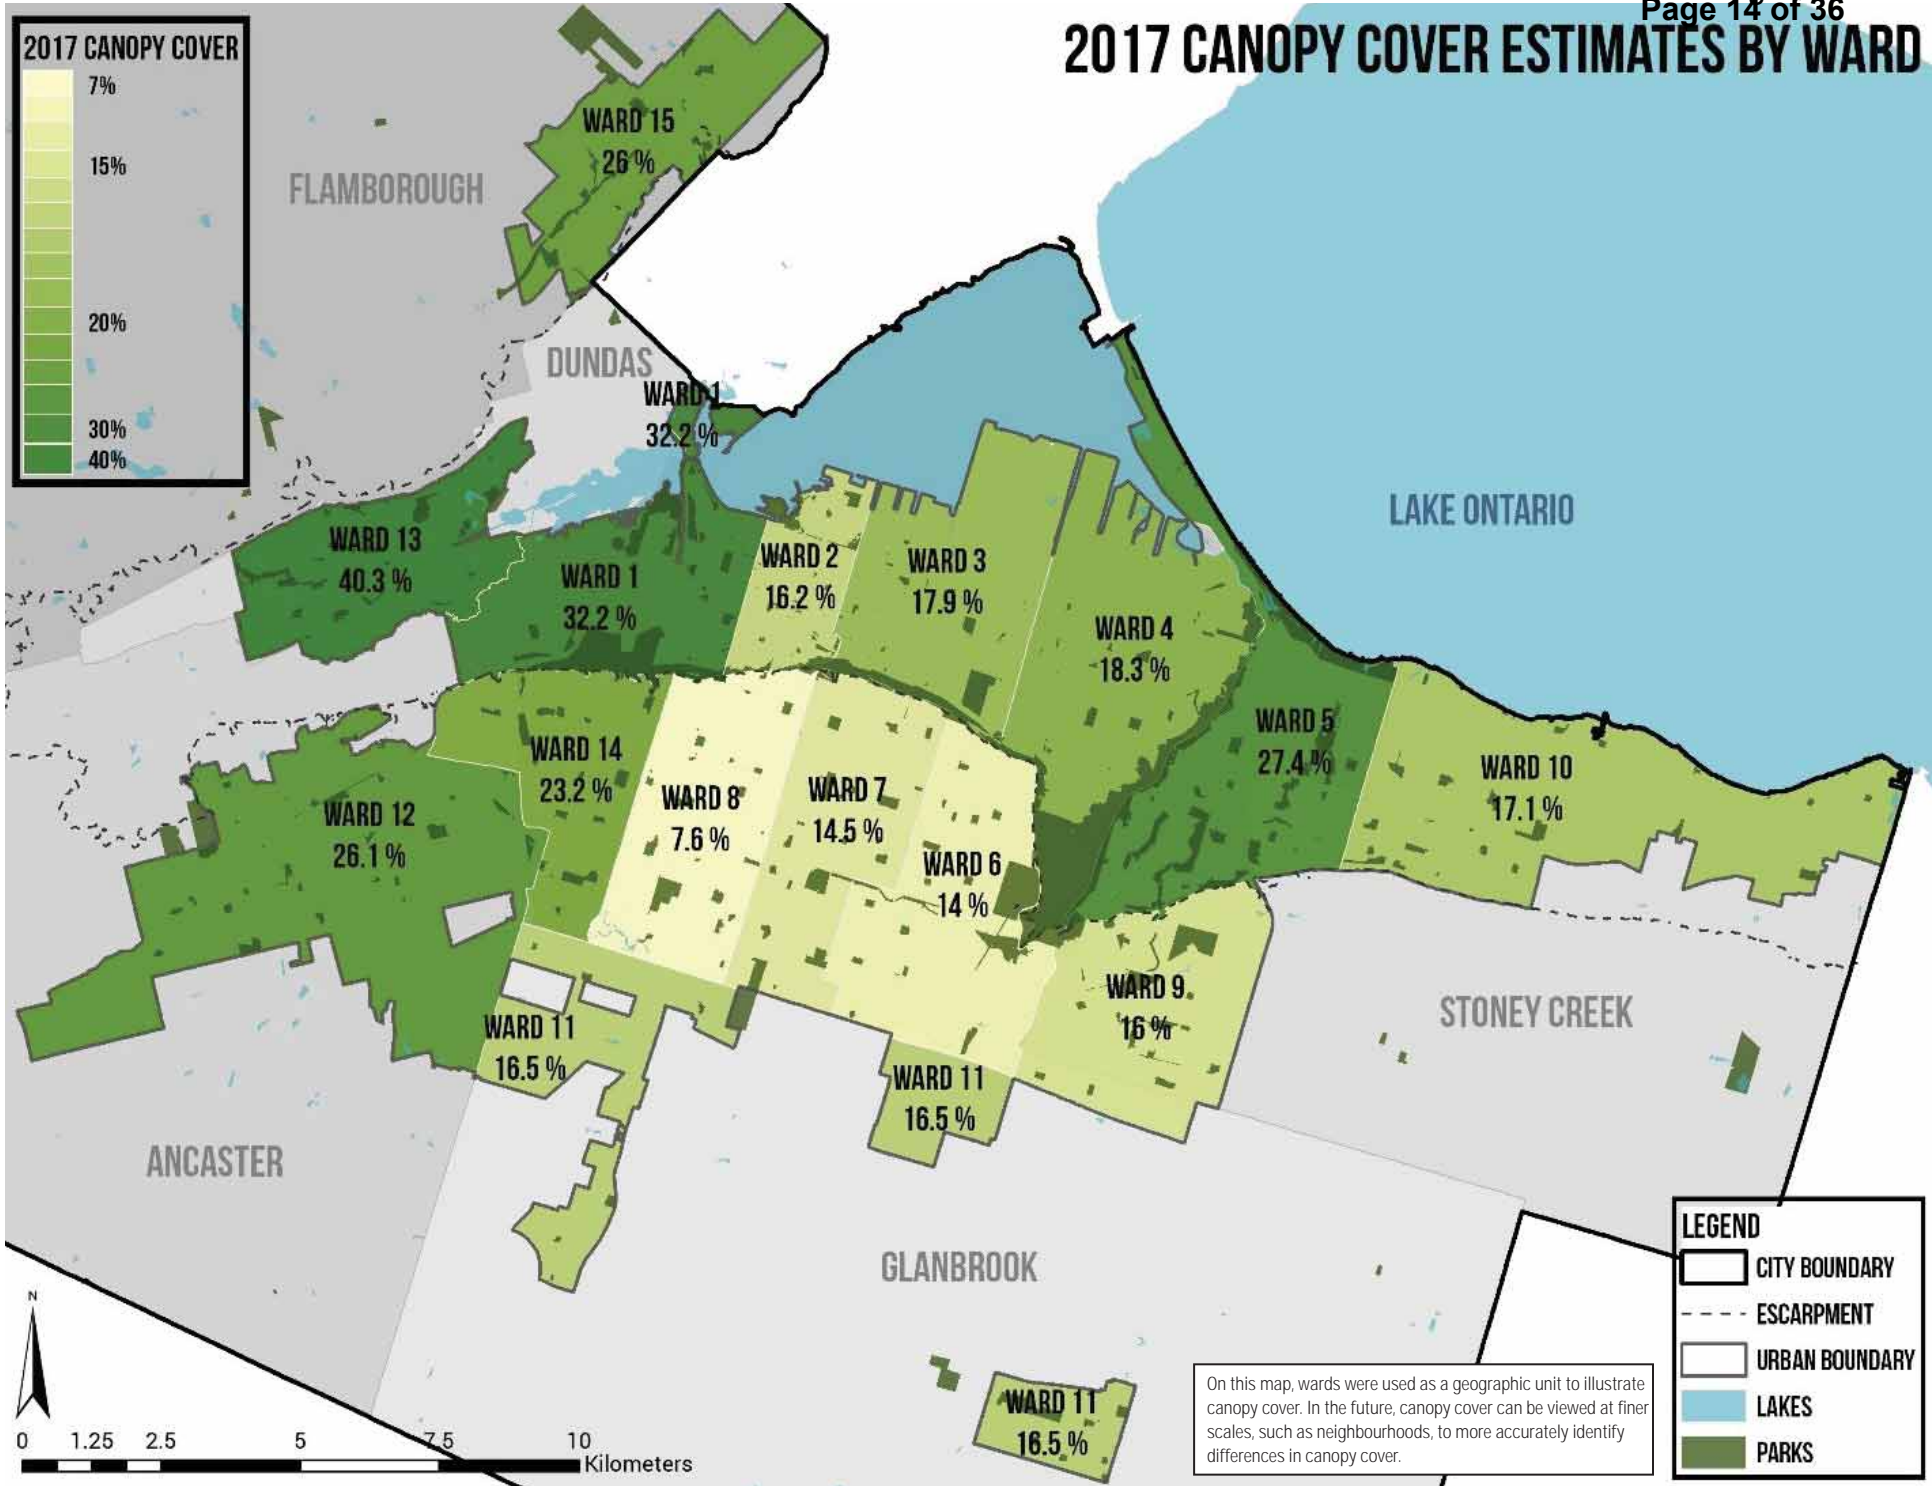 Page 14 of 36
2017 CANOPY COVER ESTIMATES BY WARD
2017 CANOPY COVER
7%
15%
20%
30%
40%
WARD 15
26 %
FLAMBOROUGH
DUNDAS
WARD 1
32.2 %
LAKE ONTARIO
WARD 13
40.3 %
WARD 1
32.2 %
WARD 2
16.2 %
WARD 3
17.9 %
WARD 4
18.3 %
WARD 5
27.4 %
WARD 10
17.1 %
WARD 14
23.2 %
WARD 8
7.6 %
WARD 7
14.5 %
WARD 6
14 %
WARD 12
26.1 %
WARD 9
16 %
STONEY CREEK
WARD 11
16.5 %
WARD 11
16.5 %
ANCASTER
GLANBROOK
WARD 11
16.5 %
N
0 1.25 2.5 5 7.5 10
Kilometers
On this map, wards were used as a geographic unit to illustrate
canopy cover. In the future, canopy cover can be viewed at finer
scales, such as neighbourhoods, to more accurately identify
differences in canopy cover.
LEGEND
CITY BOUNDARY
ESCARPMENT
URBAN BOUNDARY
LAKES
PARKS